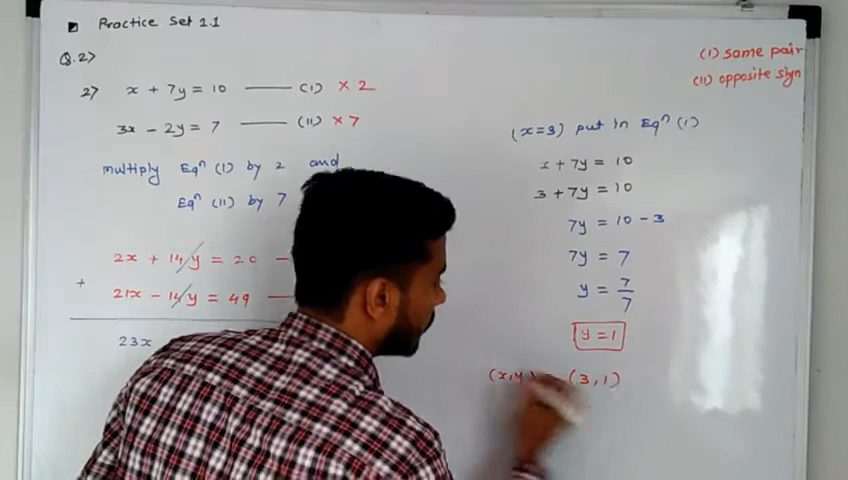 Practice Set 1.1
Q.2>
2> x + 7y = 10 —— (I) × 2
3x - 2y = 7 —— (II) × 7
multiply Eqⁿ (I) by 2 and
Eqⁿ (II) by 7
2x + 14y = 20 —
+
21x - 14y = 49 —
23x
(I) same pair
(II) opposite sign
(x=3) put in Eqⁿ (I)
x + 7y = 10
3 + 7y = 10
7y = 10 - 3
7y = 7
y = 7/7
y = 1
(x,y) (3,1)